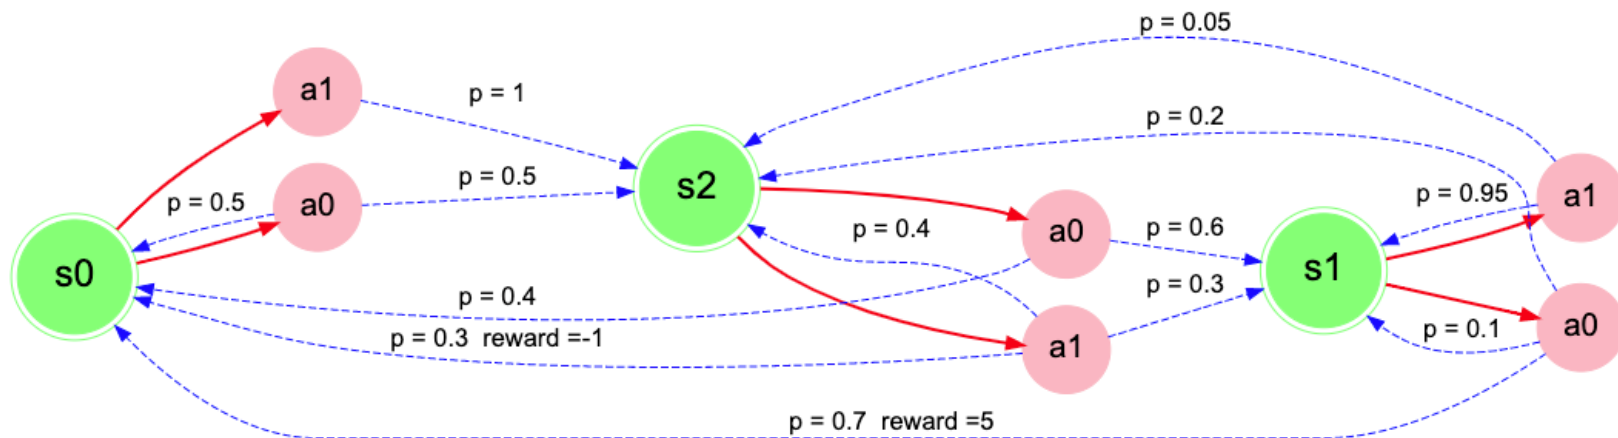 p = 0.05
a1
p = 1
p = 0.2
s2
p = 0.5
p = 0.5
a0
p = 0.95
a1
p = 0.4
a0
p = 0.6
s0
s1
p = 0.4
p = 0.3
p = 0.3 reward =-1
a1
p = 0.1
a0
p = 0.7 reward =5